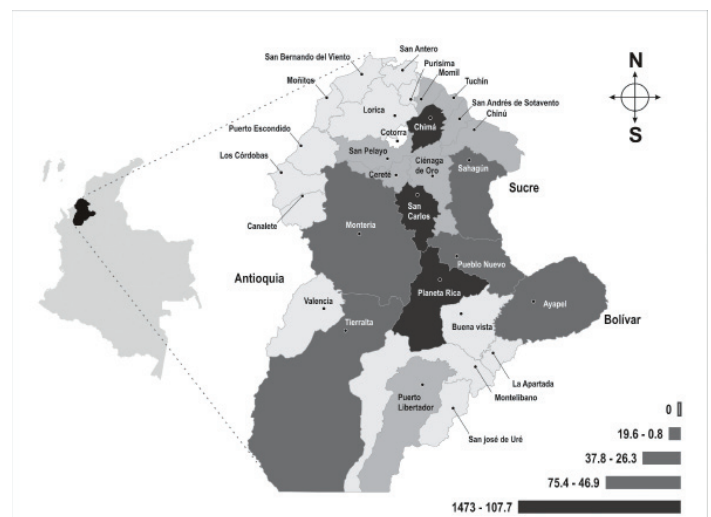 San Antero
San Bernando del Viento
Purisima
Momil
N
Moñitos
Tuchin
San Andrés de Sotavento
Lorica
Chinú
Chimá
S
Puerto Escondido
Cotorra
San Pelayo
Ciénaga
de Oro
Los Córdobas
Sahagún
Cereté
Sucre
San
Carlos
Canalete
Montería
Pueblo Nuevo
Antioquia
Planeta Rica
Valencia
Ayapel
Bolívar
Tierralta
Buena vista
La Apartada
Puerto
Libertador
Montelibano
0
19.6 - 0.8
San josé de Uré
37.8 - 26.3
75.4 - 46.9
1473 - 107.7